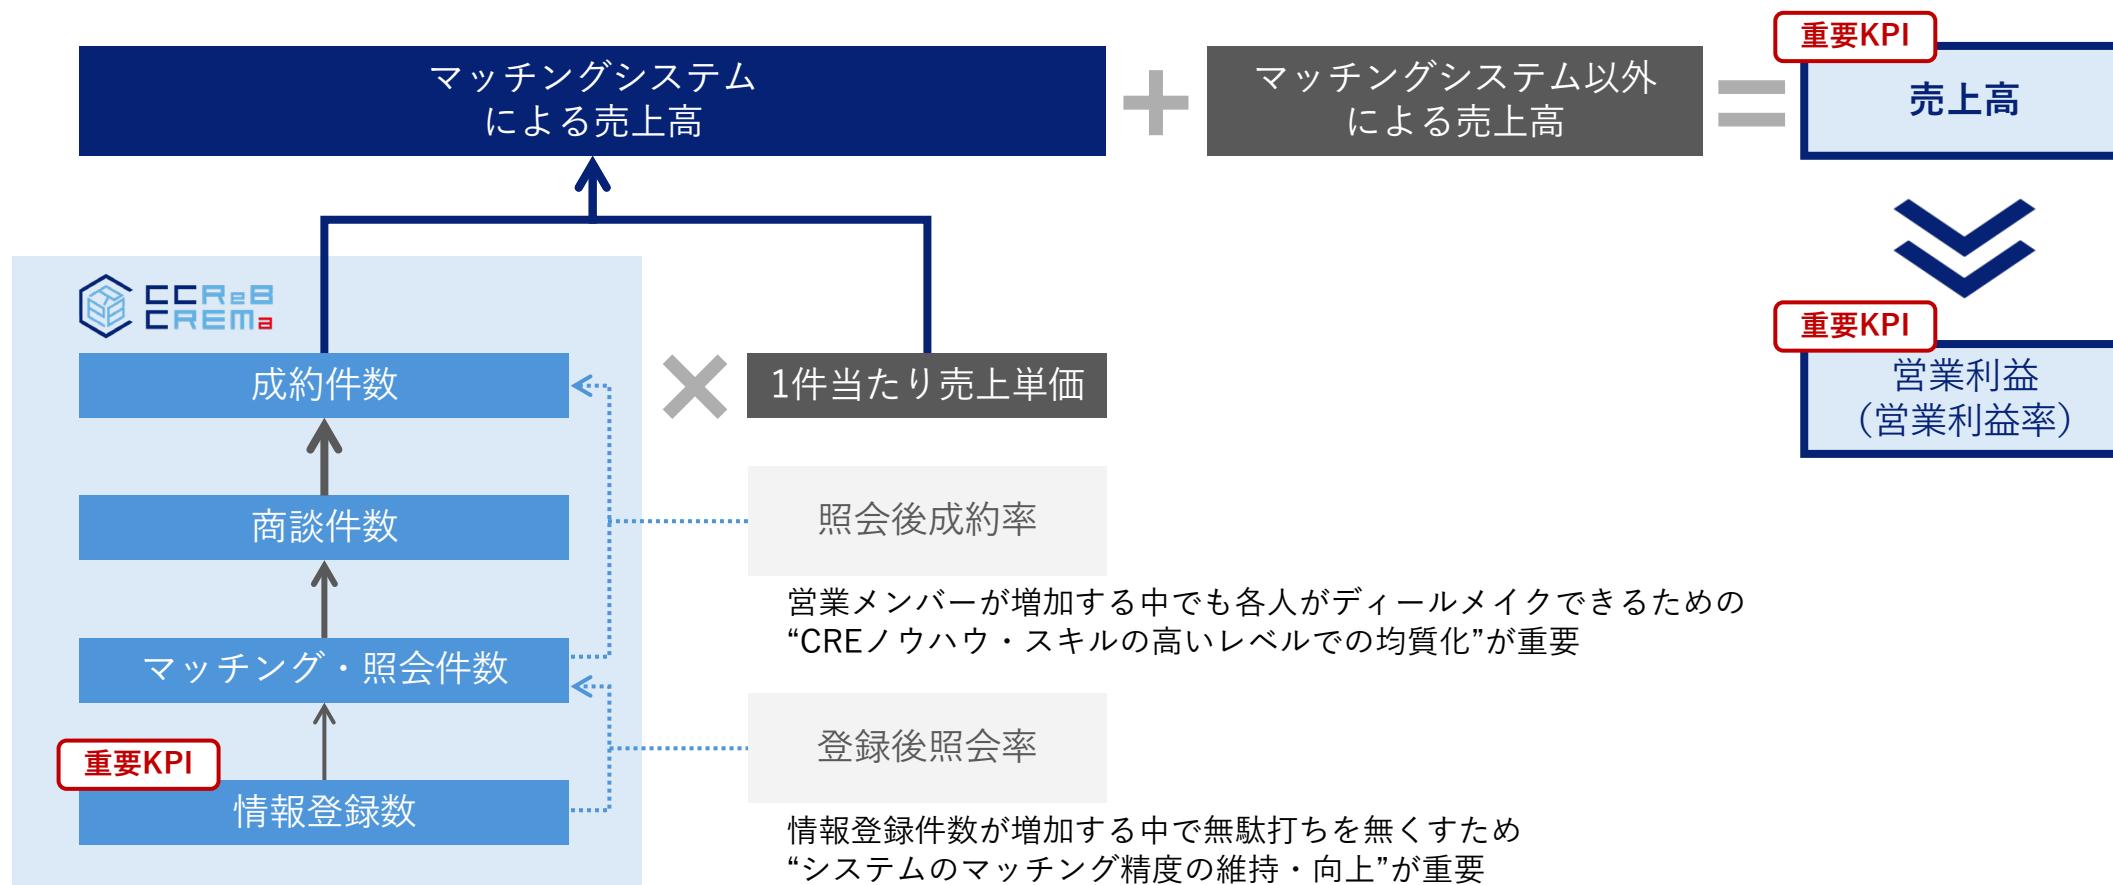 マッチングシステム
による売上高
マッチングシステム以外
による売上高
重要KPI
売上高
CCReB
CREMa
成約件数
1件当たり売上単価
重要KPI
営業利益
（営業利益率）
商談件数
照会後成約率
営業メンバーが増加する中でも各人がディールメイクできるための
“CREノウハウ・スキルの高いレベルでの均質化”が重要
マッチング・照会件数
登録後照会率
重要KPI
情報登録数
情報登録件数が増加する中で無駄打ちを無くすため
“システムのマッチング精度の維持・向上”が重要